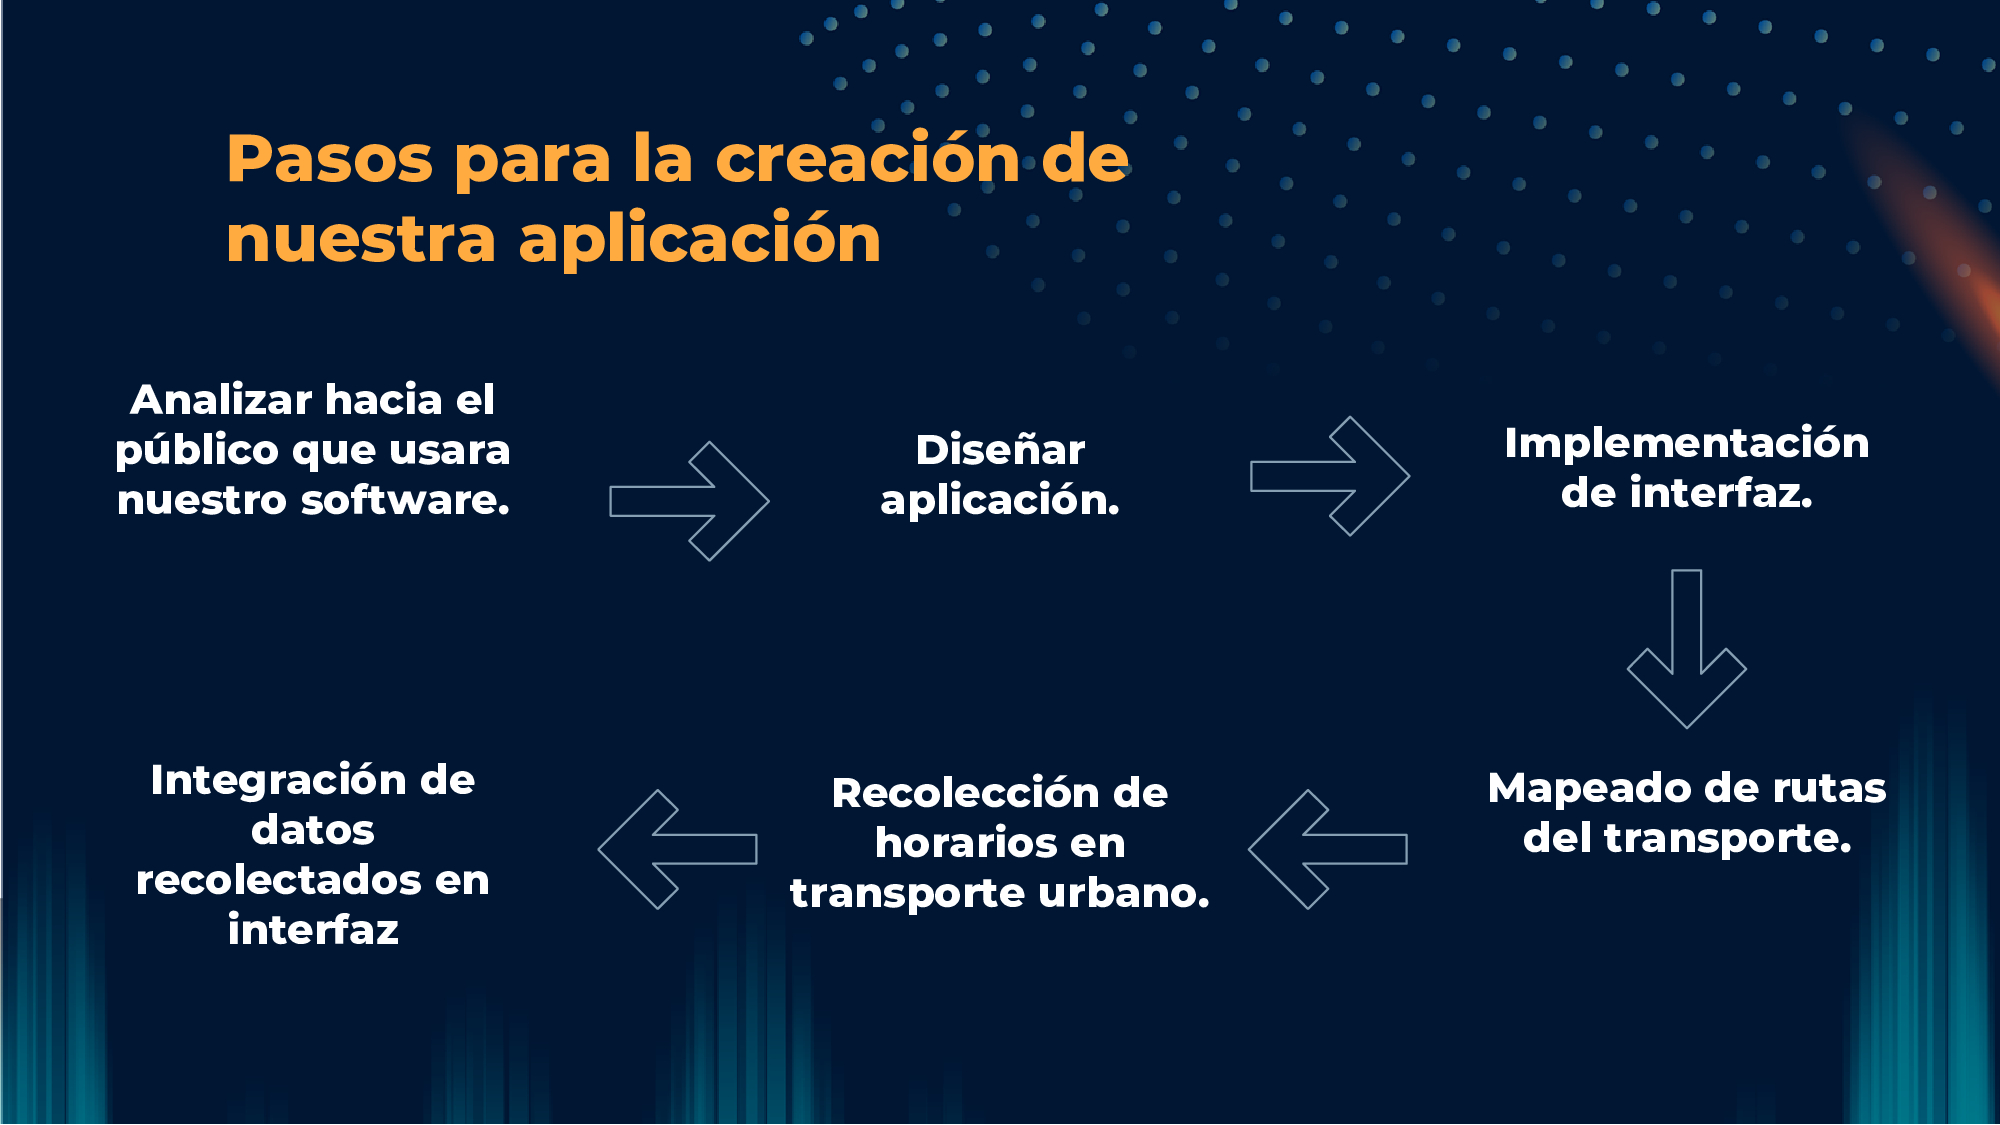 Pasos para la creación de
nuestra aplicación
Analizar hacia el
público que usara
nuestro software.
Diseñar
aplicación.
Implementación
de interfaz.
Mapeado de rutas
del transporte.
Recolección de
horarios en
transporte urbano.
Integración de
datos
recolectados en
interfaz